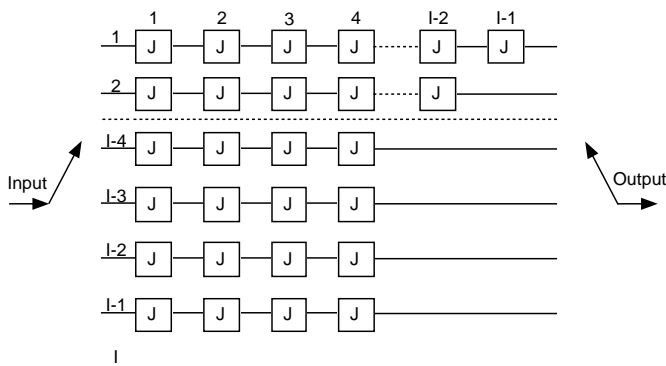 1 2 3 4 I-2 I-1
1 J J J J J J
2 J J J J J
I-4 J J J J
Input
Output
I-3 J J J J
I-2 J J J J
I-1 J J J J
I